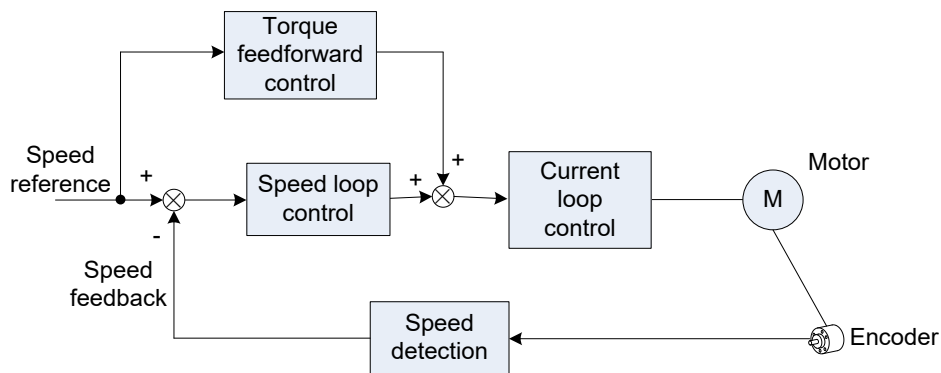 Torque
feedforward
control
Speed
reference
+
-
Speed loop
control
+
+
Current
loop
control
Motor
M
Speed
feedback
Speed
detection
Encoder